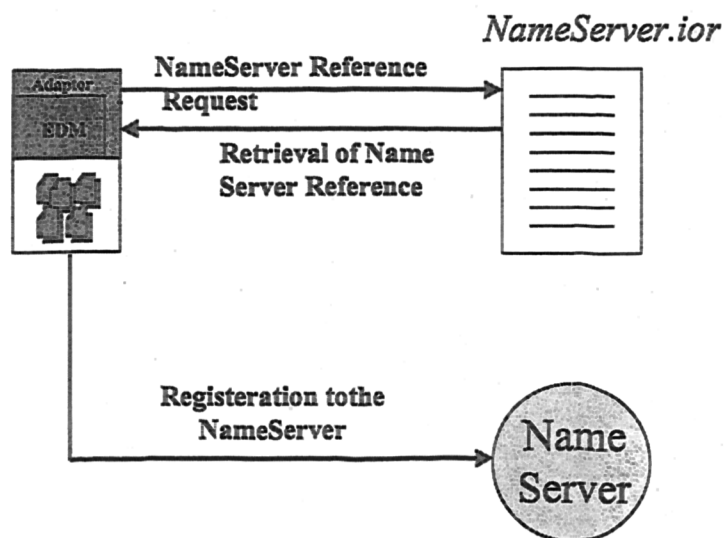 NameServer.ior
NameServer Reference
Request
Adaptor
EDM
Retrieval of Name
Server Reference
Registeration tothe
NameServer
Name
Server